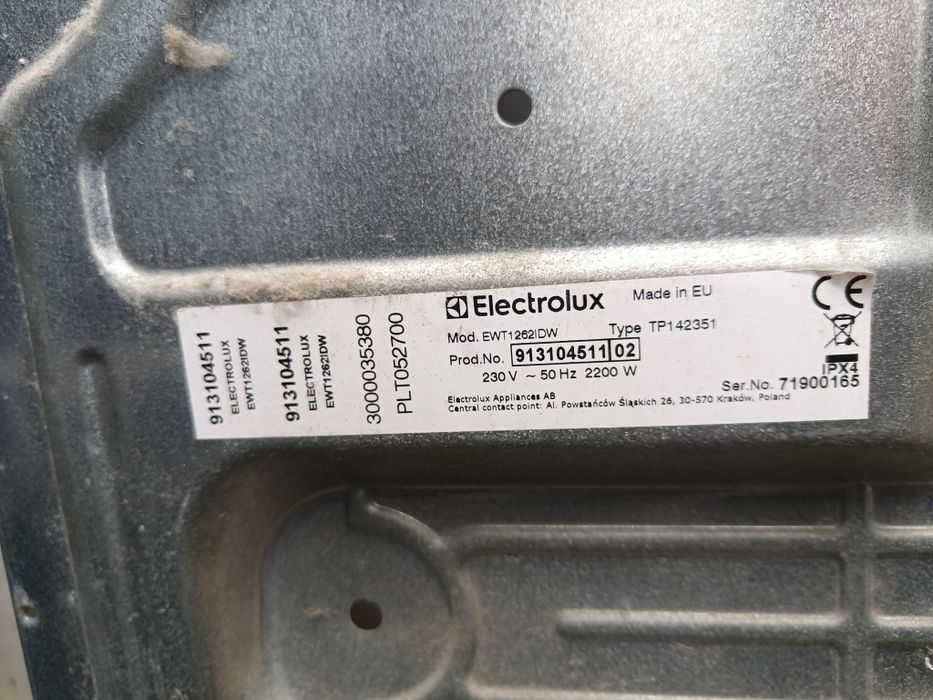 913104511
ELECTROLUX
EWT1262IDW
913104511
ELECTROLUX
EWT1262IDW
3000035380
PLT052700
Electrolux Made in EU
Mod. EWT1262IDW Type TP142351
Prod.No. 913104511 02
230 V ~ 50 Hz 2200 W
IPX4
Ser.No. 71900165
Electrolux Appliances AB
Central contact point: Al. Powstańców Śląskich 26, 30-570 Kraków, Poland
CE